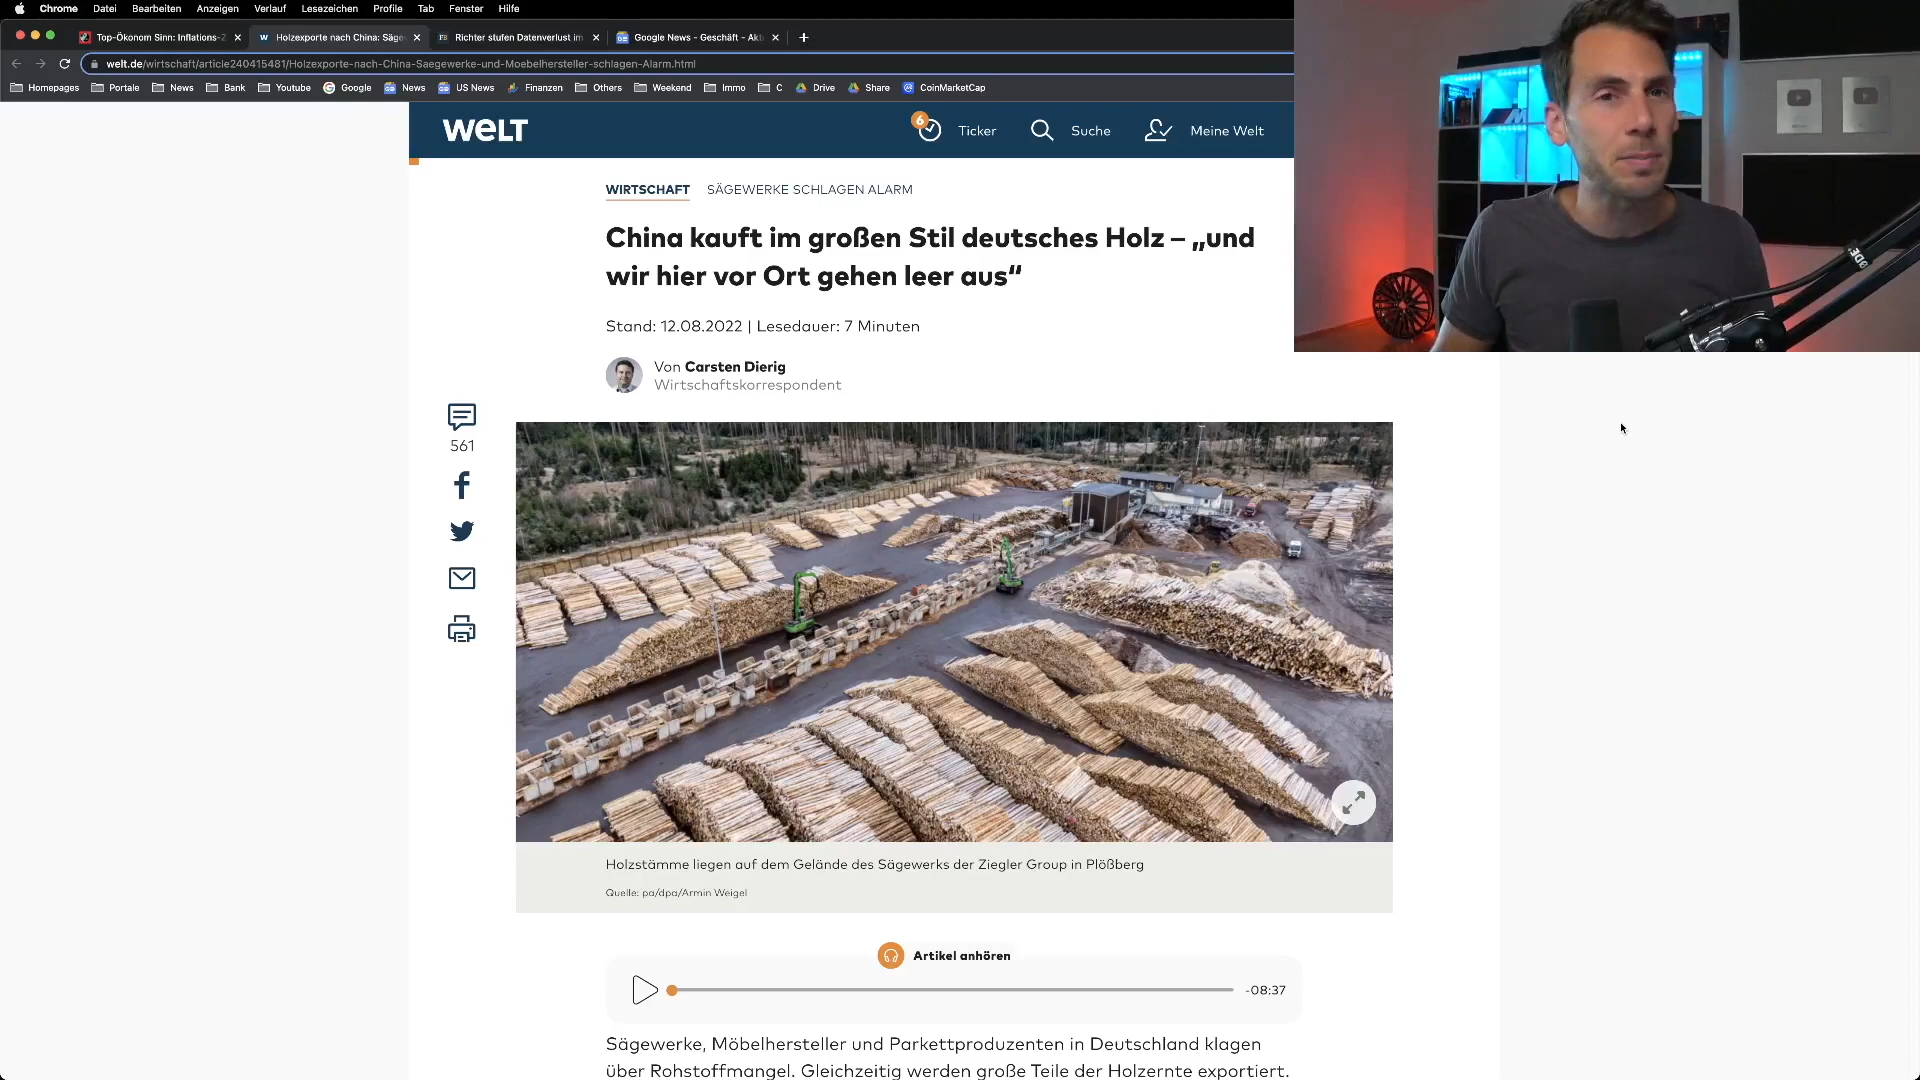 Chrome Datei Bearbeiten Anzeigen Verlauf Lesezeichen Profile Tab Fenster Hilfe
Top-Ökonom Sinn: Inflations-Z Holzexporte nach China: Säge Richter stufen Datenverlust im Google News - Geschäft - Akt
welt.de/wirtschaft/article240415481/Holzexporte-nach-China-Saegewerke-und-Moebelhersteller-schlagen-Alarm.html
Homepages Portale News Bank Youtube Google News US News Finanzen Others Weekend Immo C Drive Share CoinMarketCap
WELT 6 Ticker Suche Meine Welt
WIRTSCHAFT SÄGEWERKE SCHLAGEN ALARM
China kauft im großen Stil deutsches Holz – „und
wir hier vor Ort gehen leer aus“
Stand: 12.08.2022 | Lesedauer: 7 Minuten
Von Carsten Dierig
Wirtschaftskorrespondent
561
Holzstämme liegen auf dem Gelände des Sägewerks der Ziegler Group in Plößberg
Quelle: pa/dpa/Armin Weigel
Artikel anhören
-08:37
Sägewerke, Möbelhersteller und Parkettproduzenten in Deutschland klagen
über Rohstoffmangel. Gleichzeitig werden große Teile der Holzernte exportiert.